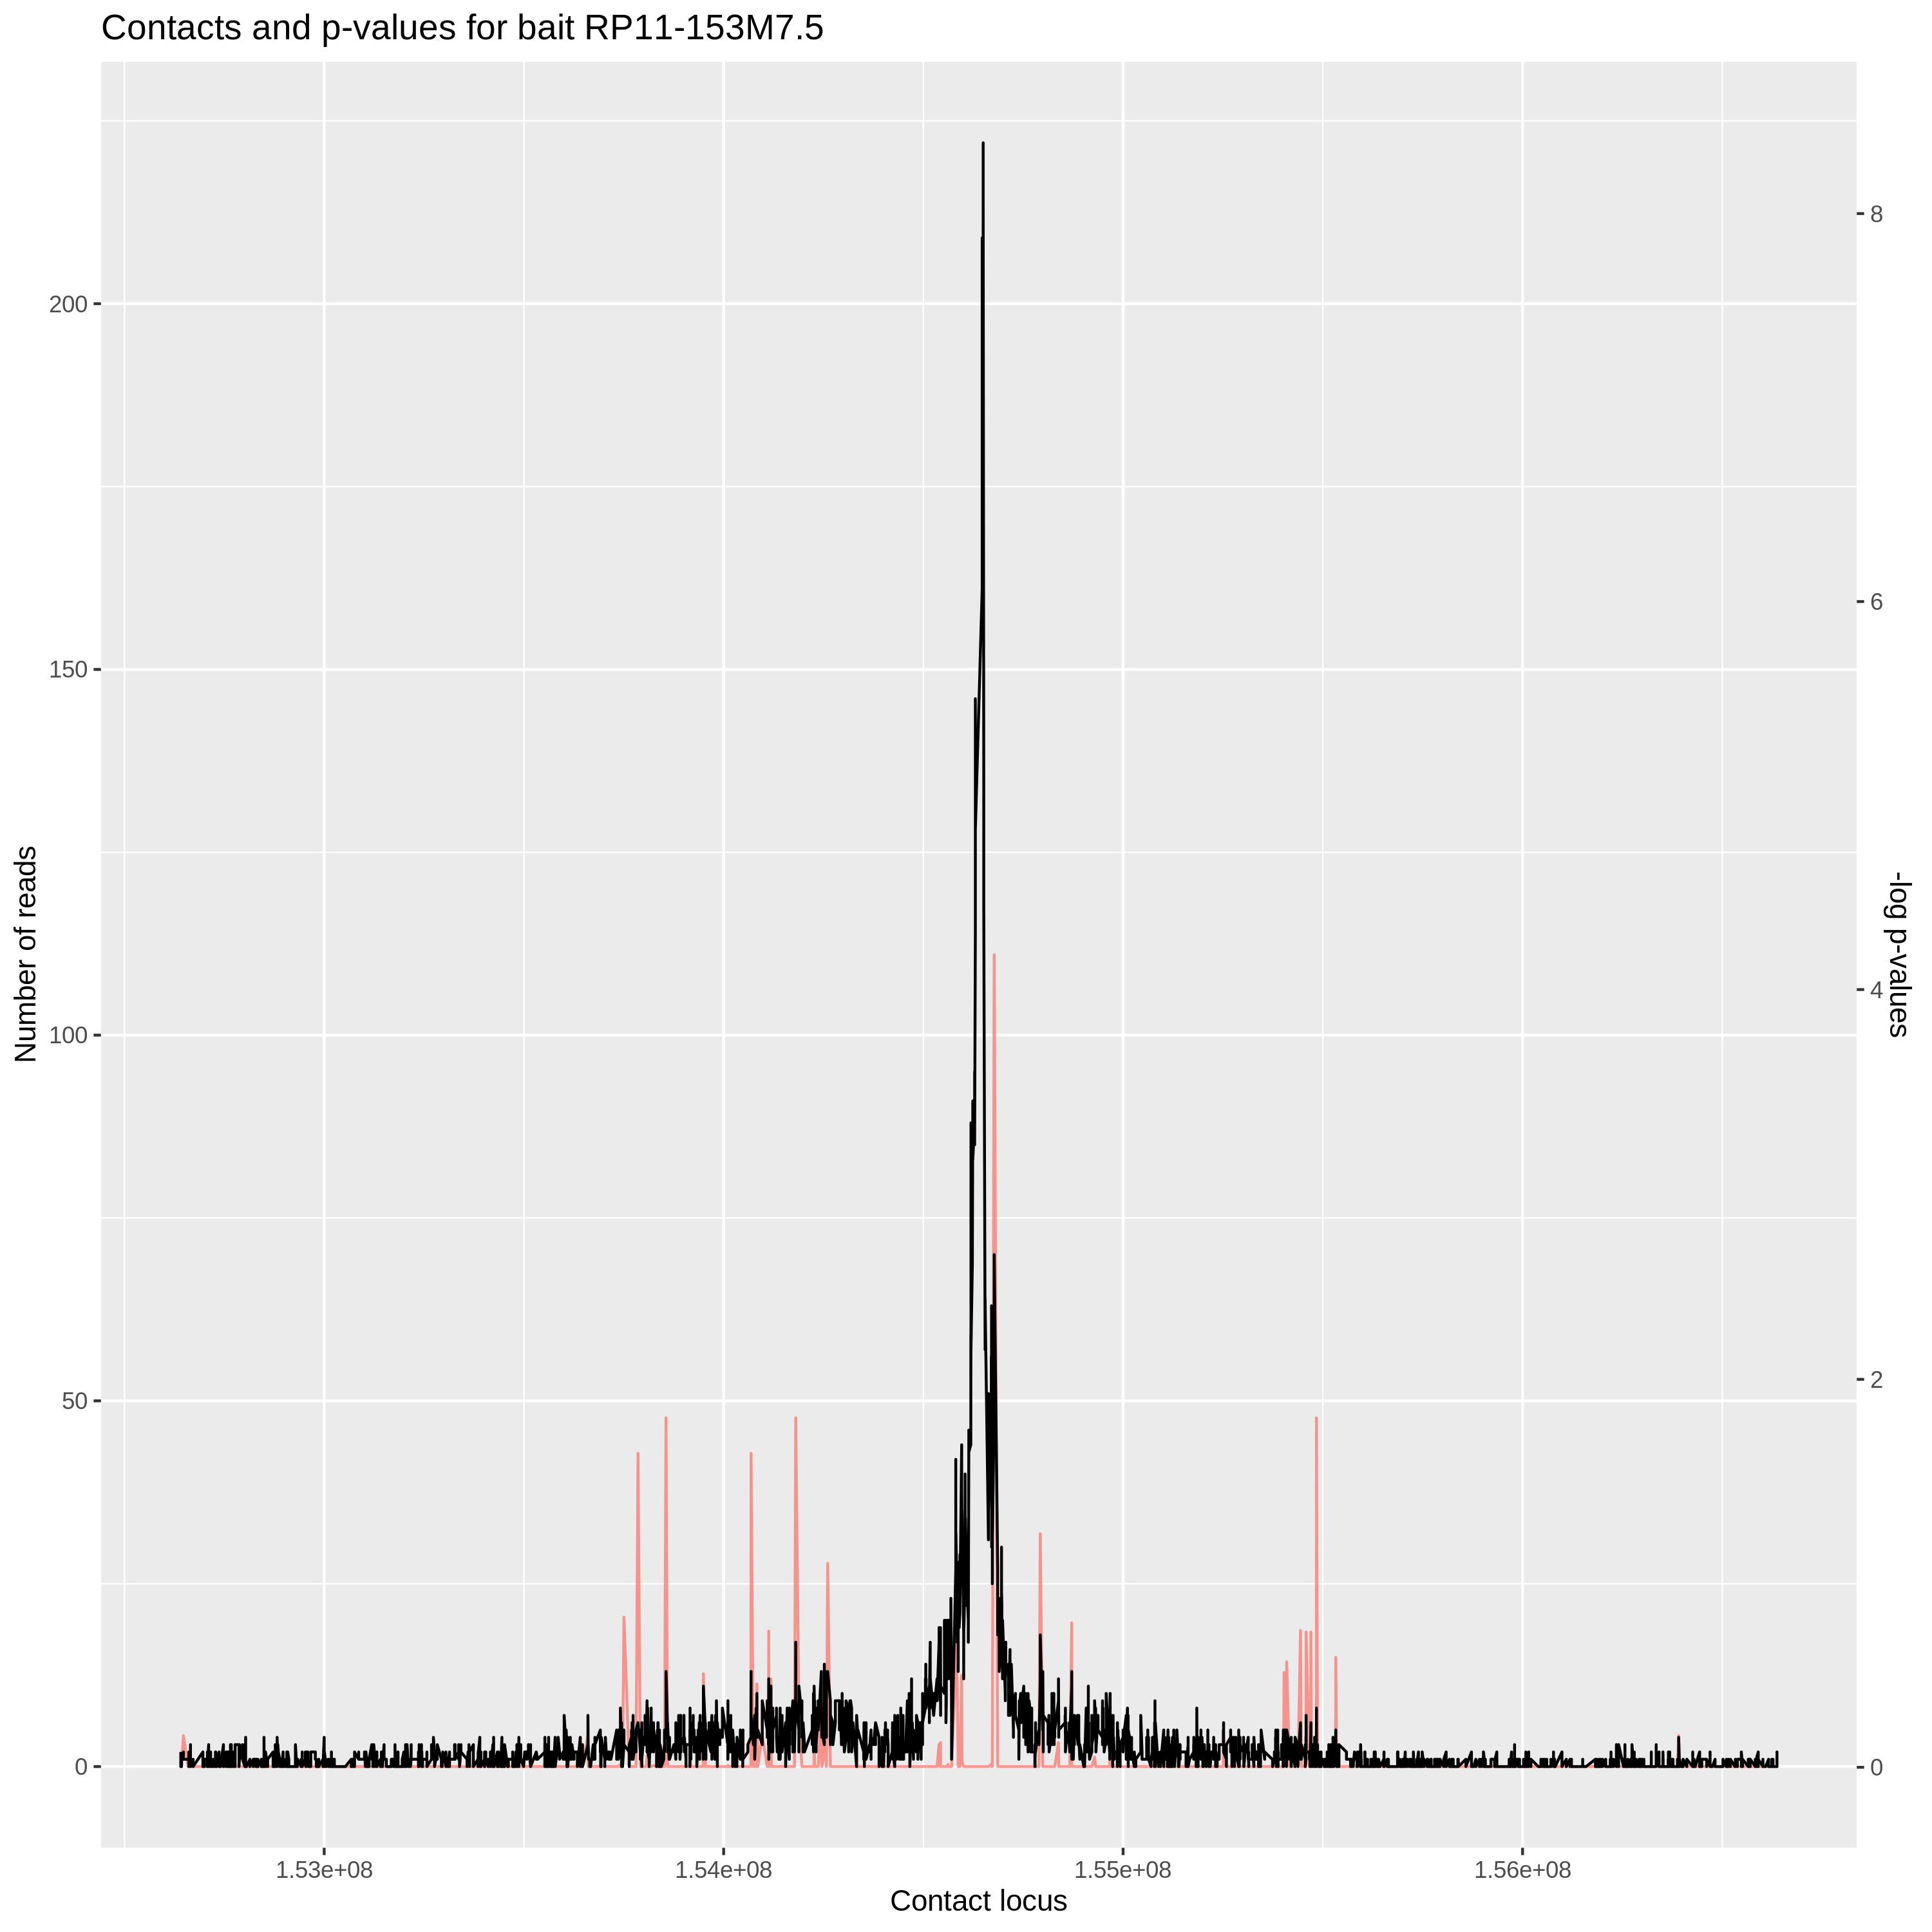 Contacts and p-values for bait RP11-153M7.5
Number of reads
200
150
100
50
0
8
6
4
2
0
-log p-values
1.53e+08 1.54e+08 1.55e+08 1.56e+08
Contact locus